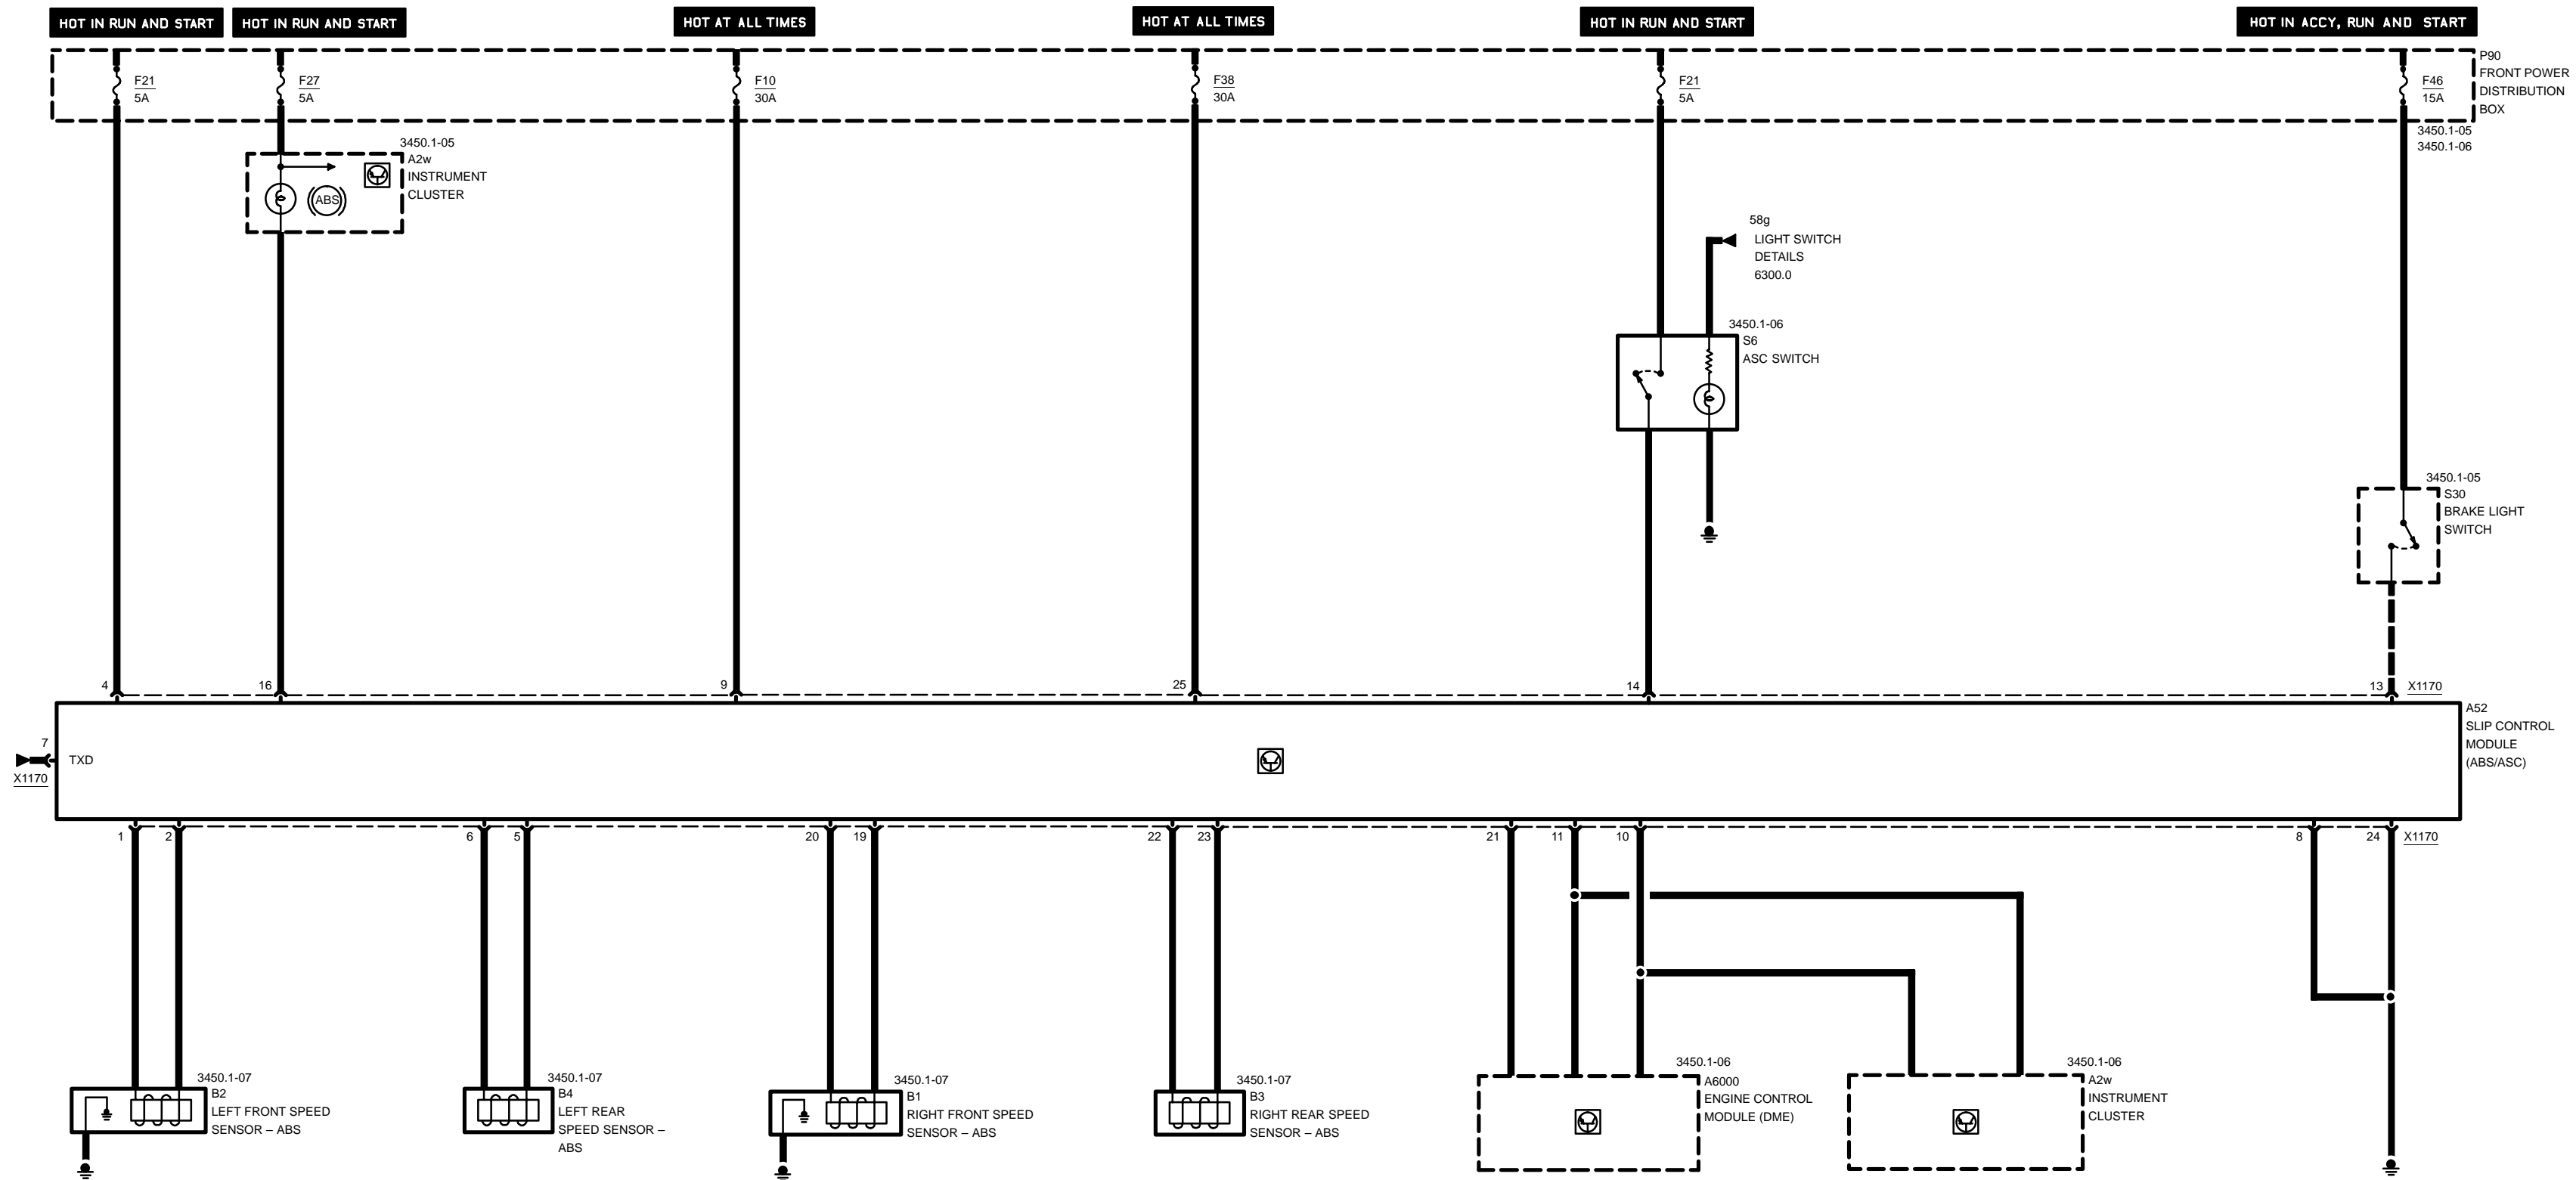 HOT IN RUN AND START
HOT IN RUN AND START
HOT AT ALL TIMES
HOT AT ALL TIMES
HOT IN RUN AND START
HOT IN ACCY, RUN AND START
F21
5A
F27
5A
F10
30A
F38
30A
F21
5A
F46
15A
P90
FRONT POWER
DISTRIBUTION
BOX
3450.1-05
3450.1-06
3450.1-05
A2w
INSTRUMENT
CLUSTER
ABS
58g
LIGHT SWITCH
DETAILS
6300.0
3450.1-06
S6
ASC SWITCH
3450.1-05
S30
BRAKE LIGHT
SWITCH
4
16
9
25
14
13
X1170
7
X1170
TXD
A52
SLIP CONTROL
MODULE
(ABS/ASC)
1
2
6
5
20
19
22
23
21
11
10
8
24
X1170
3450.1-07
B2
LEFT FRONT SPEED
SENSOR – ABS
3450.1-07
B4
LEFT REAR
SPEED SENSOR –
ABS
3450.1-07
B1
RIGHT FRONT SPEED
SENSOR – ABS
3450.1-07
B3
RIGHT REAR SPEED
SENSOR – ABS
3450.1-06
A6000
ENGINE CONTROL
MODULE (DME)
3450.1-06
A2w
INSTRUMENT
CLUSTER